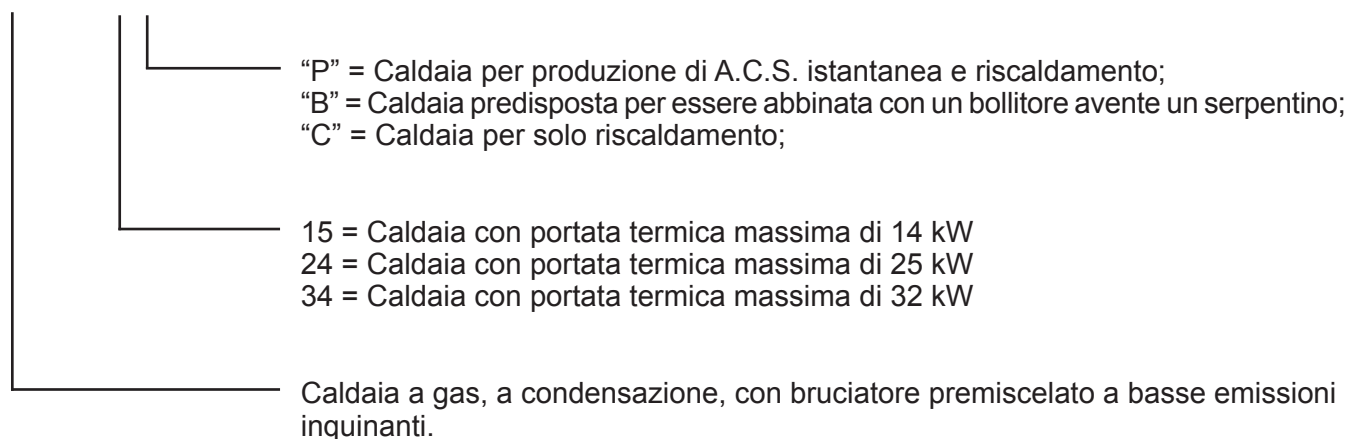 “P” = Caldaia per produzione di A.C.S. istantanea e riscaldamento;
“B” = Caldaia predisposta per essere abbinata con un bollitore avente un serpentino;
“C” = Caldaia per solo riscaldamento;
15 = Caldaia con portata termica massima di 14 kW
24 = Caldaia con portata termica massima di 25 kW
34 = Caldaia con portata termica massima di 32 kW
Caldaia a gas, a condensazione, con bruciatore premiscelato a basse emissioni
inquinanti.